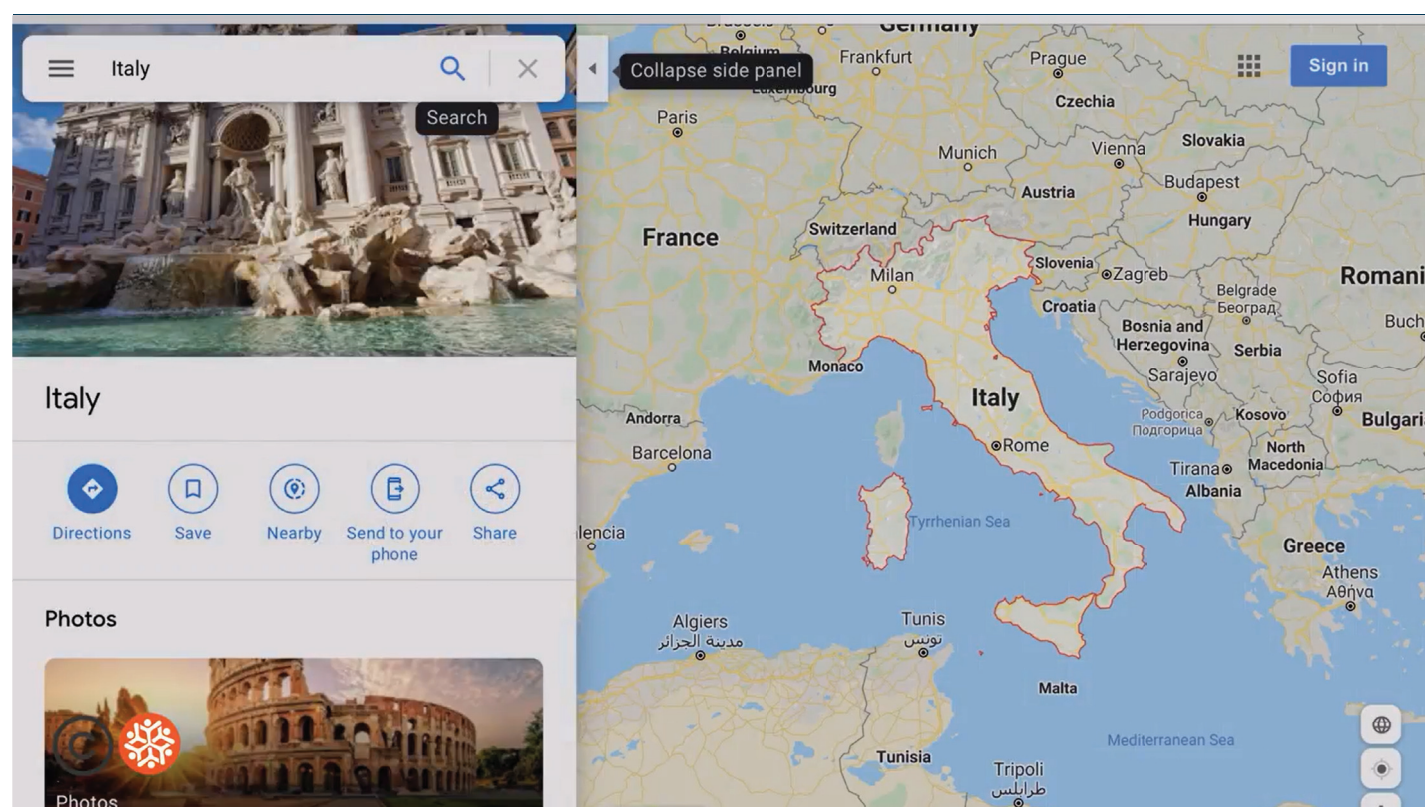 Italy
Search
Collapse side panel
Sign in
Italy
Directions
Save
Nearby
Send to your
phone
Share
Photos
Photos
Germany
Belgium
Frankfurt
Prague
Czechia
Paris
Munich
Vienna
Slovakia
Budapest
Austria
Hungary
France
Switzerland
Slovenia
Zagreb
Milan
Croatia
Belgrade
Београд
Romani
Buch
Bosnia and
Herzegovina
Serbia
Monaco
Sarajevo
Sofia
София
Italy
Andorra
Podgorica
Подгорица
Kosovo
Bulgari
Rome
Barcelona
North
Macedonia
Tirana
Albania
Tyrrhenian Sea
lencia
Greece
Athens
Αθήνα
Algiers
مدينة الجزائر
Tunis
تونس
Malta
Mediterranean Sea
Tunisia
Tripoli
طرابلس